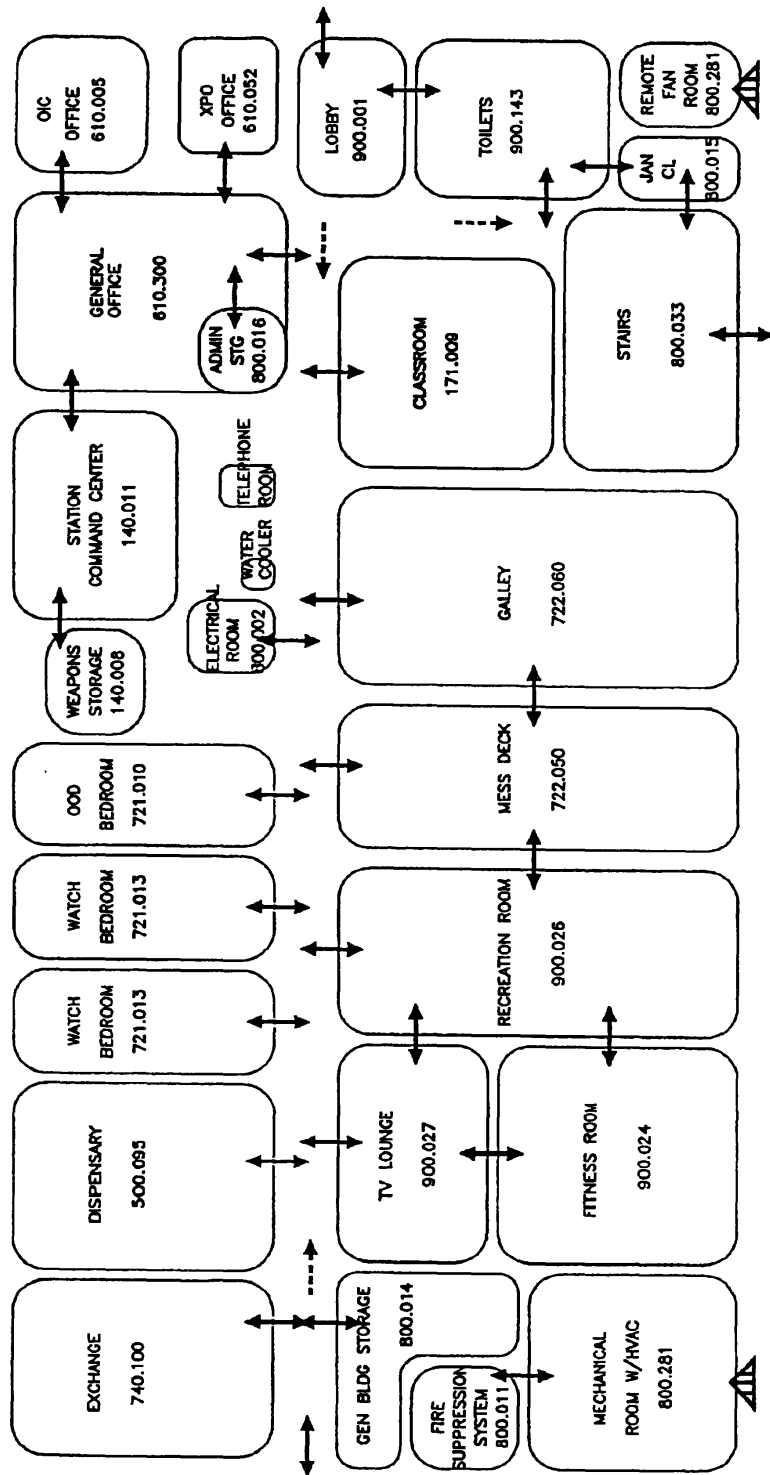 EXCHANGE
740.100
DISPENSARY
500.095
WATCH
BEDROOM
721.013
WATCH
BEDROOM
721.013
OOD
BEDROOM
721.010
WEAPONS
STORAGE
140.008
STATION
COMMAND CENTER
140.011
GENERAL
OFFICE
610.300
OIC
OFFICE
610.005
XPO
OFFICE
610.052
ADMIN
STG
800.016
ELECTRICAL
ROOM
800.002
WATER
COOLER
TELEPHONE
ROOM
LOBBY
900.001
GEN BLDG STORAGE
800.014
FIRE
SUPPRESSION
SYSTEM
800.011
MECHANICAL
ROOM W/HVAC
800.281
TV LOUNGE
900.027
FITNESS ROOM
900.024
RECREATION ROOM
900.026
MESS DECK
722.050
GALLEY
722.060
CLASSROOM
171.009
TOILETS
900.143
STAIRS
800.033
JAN
CL
800.015
REMOTE
FAN
ROOM
800.281